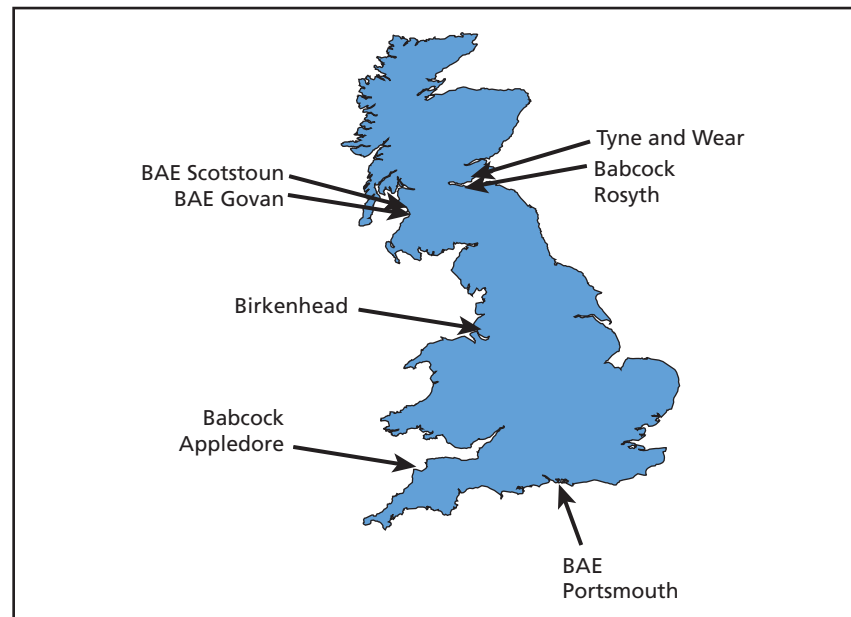 Tyne and Wear
Babcock
Rosyth
BAE Scotstoun
BAE Govan
Birkenhead
Babcock
Appledore
BAE
Portsmouth